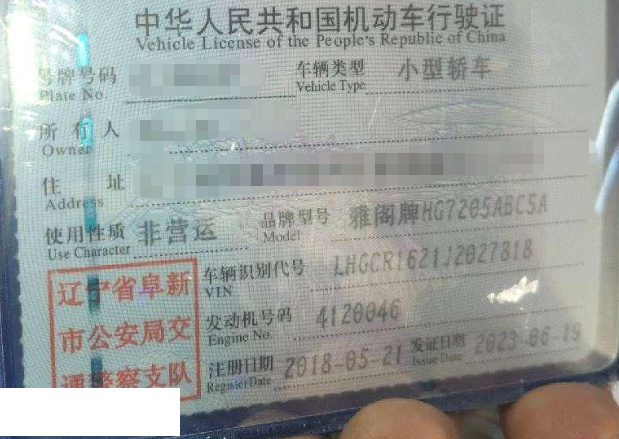 中华人民共和国机动车行驶证
Vehicle License of the People's Republic of China
号牌号码
Plate No.
车辆类型 小型轿车
Vehicle Type
所有人
Owner
住址
Address
使用性质 非营运
Use Character
品牌型号 雅阁牌HG7205ABC5A
Model
车辆识别代号 LHGCR1621J2027818
VIN
发动机号码 4120046
Engine No.
注册日期 2018-05-21
Register Date
发证日期 2023-06-19
Issue Date
辽宁省阜新
市公安局交
通警察支队